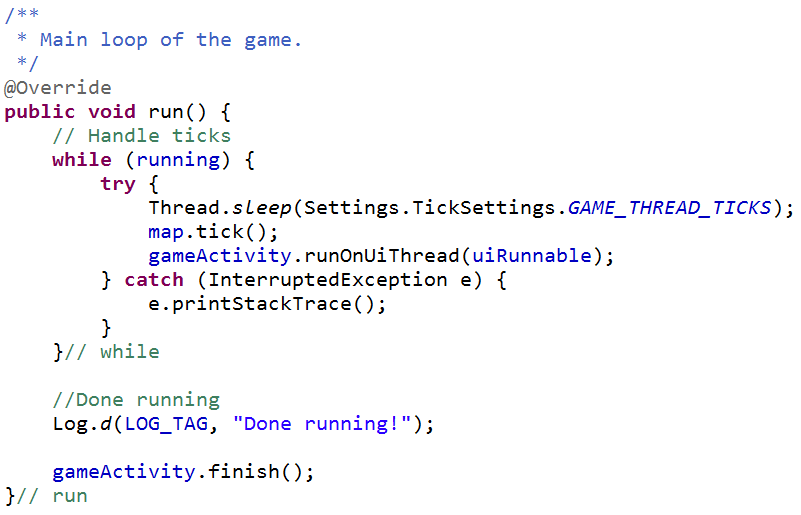 /**
 * Main loop of the game.
 */
@Override
public void run() {
    // Handle ticks
    while (running) {
        try {
            Thread.sleep(Settings.TickSettings.GAME_THREAD_TICKS);
            map.tick();
            gameActivity.runOnUiThread(uiRunnable);
        } catch (InterruptedException e) {
            e.printStackTrace();
        }
    }// while

    //Done running
    Log.d(LOG_TAG, "Done running!");

    gameActivity.finish();
}// run